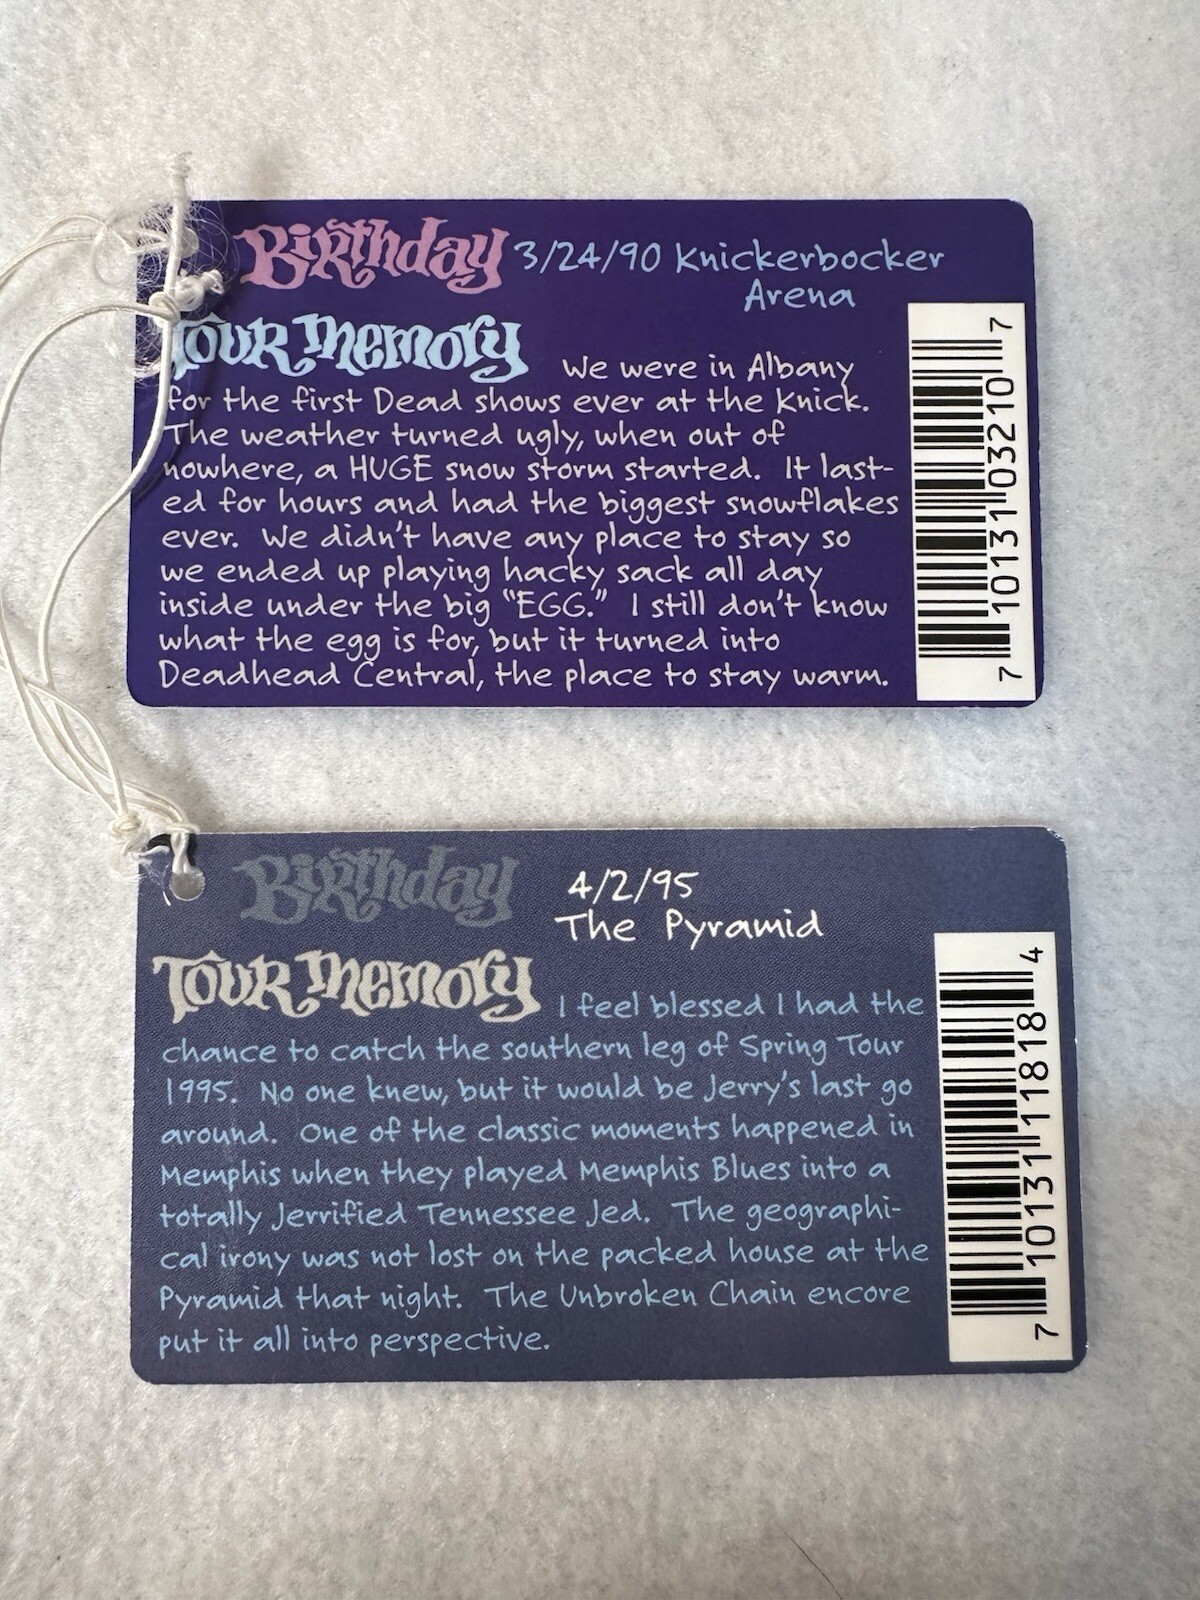 Birthday 3/24/90 Knickerbocker
Arena
Tour Memory
We were in Albany
for the first Dead shows ever at the Knick.
The weather turned ugly, when out of
nowhere, a HUGE snow storm started. It last-
ed for hours and had the biggest snowflakes
ever. We didn't have any place to stay so
we ended up playing hacky sack all day
inside under the big "EGG." I still don't know
what the egg is for, but it turned into
Deadhead Central, the place to stay warm.
7 10131 03210 7
Birthday
4/2/95
The Pyramid
Tour Memory
I feel blessed I had the
chance to catch the southern leg of Spring Tour
1995. No one knew, but it would be Jerry's last go
around. One of the classic moments happened in
Memphis when they played Memphis Blues into a
totally Jerrified Tennessee Jed. The geographi-
cal irony was not lost on the packed house at the
Pyramid that night. The Unbroken Chain encore
put it all into perspective.
7 10131 11818 4